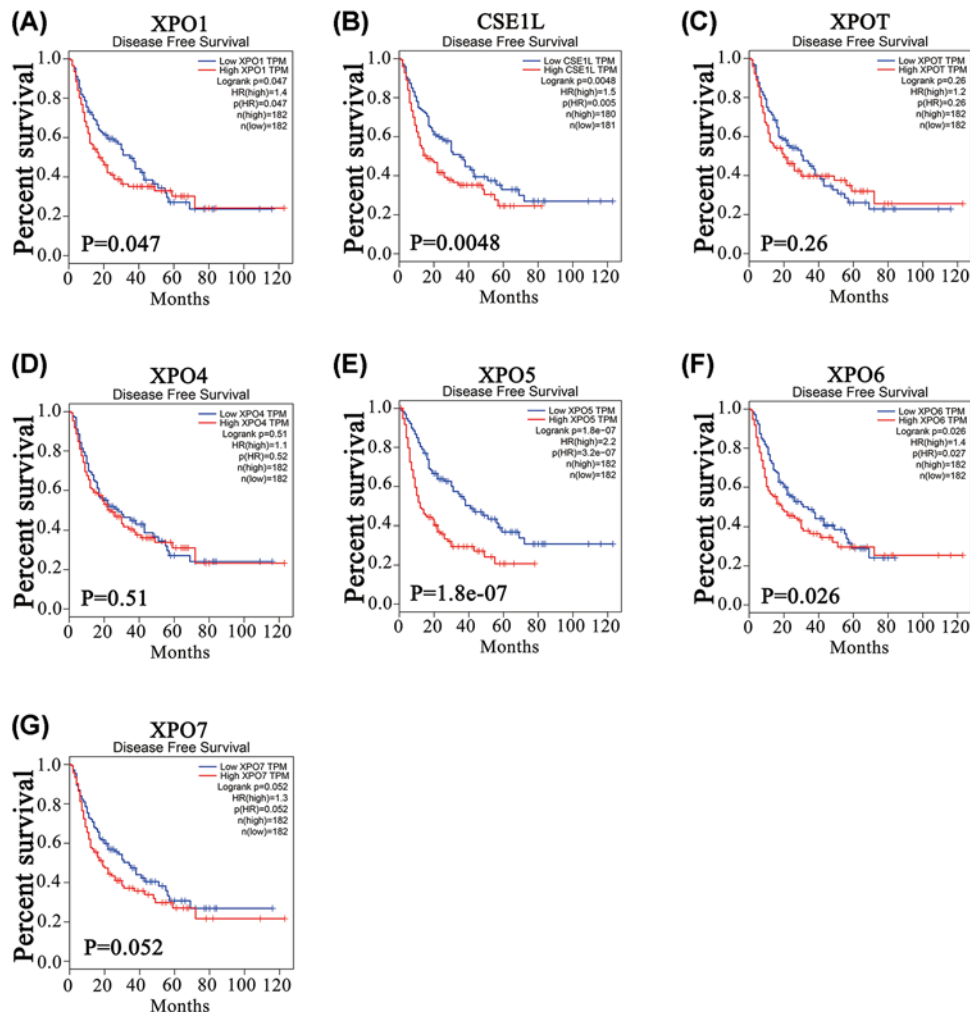 (A)
XPO1
Disease Free Survival
Percent survival
1.0
0.8
0.6
0.4
0.2
0.0
Low XPO1 TPM
High XPO1 TPM
Logrank p=0.047
HR(high)=1.4
p(HR)=0.047
n(high)=182
n(low)=182
P=0.047
0 20 40 60 80 100 120
Months
(B)
CSE1L
Disease Free Survival
Percent survival
1.0
0.8
0.6
0.4
0.2
0.0
Low CSE1L TPM
High CSE1L TPM
Logrank p=0.0048
HR(high)=1.5
p(HR)=0.005
n(high)=180
n(low)=181
P=0.0048
0 20 40 60 80 100 120
Months
(C)
XPOT
Disease Free Survival
Percent survival
1.0
0.8
0.6
0.4
0.2
0.0
Low XPOT TPM
High XPOT TPM
Logrank p=0.26
HR(high)=1.2
p(HR)=0.26
n(high)=182
n(low)=182
P=0.26
0 20 40 60 80 100 120
Months
(D)
XPO4
Disease Free Survival
Percent survival
1.0
0.8
0.6
0.4
0.2
0.0
Low XPO4 TPM
High XPO4 TPM
Logrank p=0.51
HR(high)=1.1
p(HR)=0.52
n(high)=182
n(low)=182
P=0.51
0 20 40 60 80 100 120
Months
(E)
XPO5
Disease Free Survival
Percent survival
1.0
0.8
0.6
0.4
0.2
0.0
Low XPO5 TPM
High XPO5 TPM
Logrank p=1.8e-07
HR(high)=2.2
p(HR)=3.2e-07
n(high)=182
n(low)=182
P=1.8e-07
0 20 40 60 80 100 120
Months
(F)
XPO6
Disease Free Survival
Percent survival
1.0
0.8
0.6
0.4
0.2
0.0
Low XPO6 TPM
High XPO6 TPM
Logrank p=0.026
HR(high)=1.4
p(HR)=0.027
n(high)=182
n(low)=182
P=0.026
0 20 40 60 80 100 120
Months
(G)
XPO7
Disease Free Survival
Percent survival
1.0
0.8
0.6
0.4
0.2
0.0
Low XPO7 TPM
High XPO7 TPM
Logrank p=0.052
HR(high)=1.3
p(HR)=0.052
n(high)=182
n(low)=182
P=0.052
0 20 40 60 80 100 120
Months